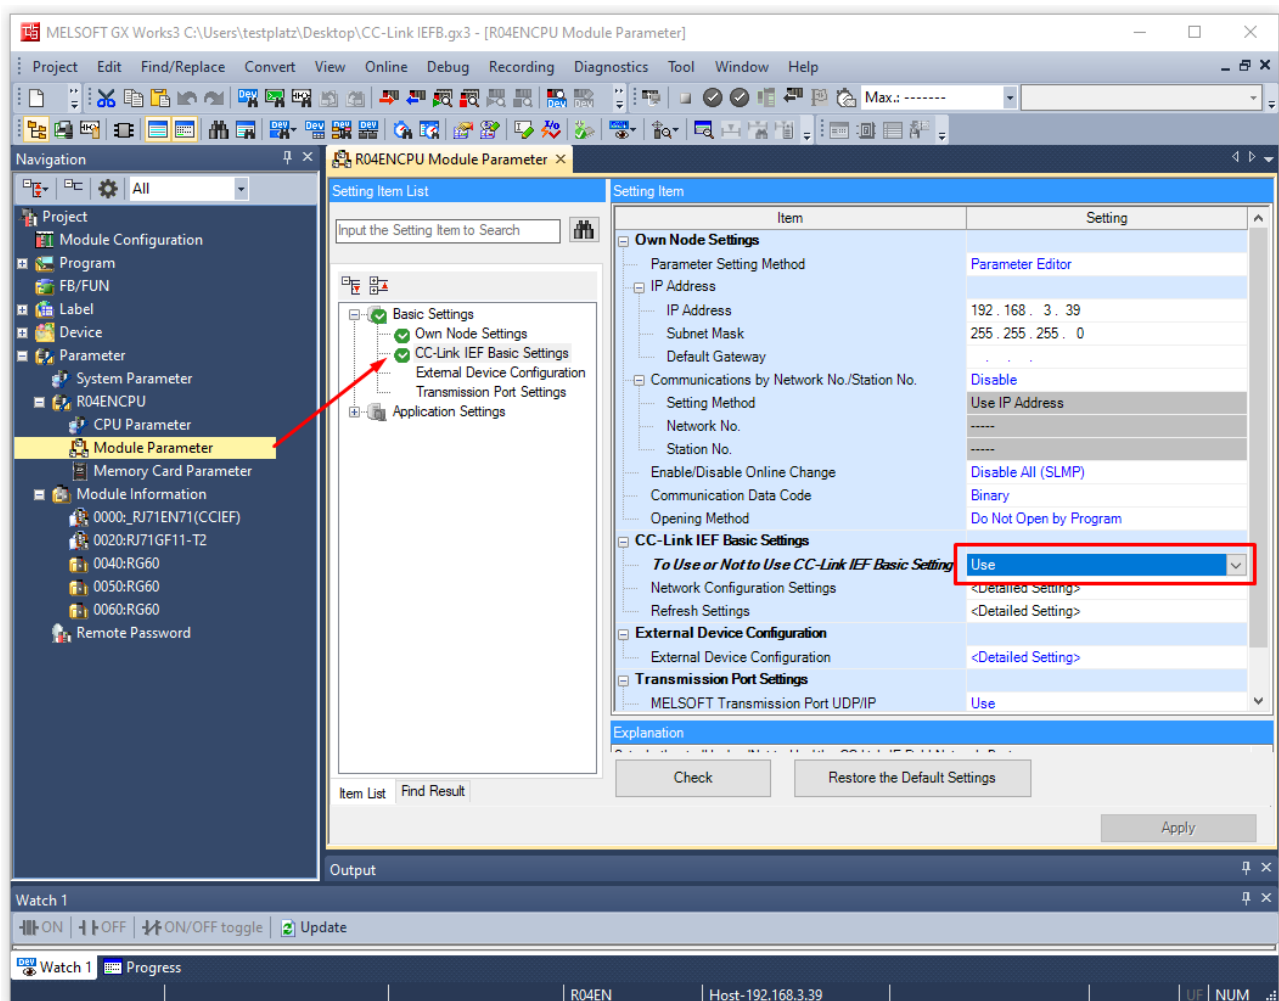 MELSOFT GX Works3 C:\Users\testplatz\Desktop\CC-Link IEFB.gx3 - [R04ENCPU Module Parameter]
Project Edit Find/Replace Convert View Online Debug Recording Diagnostics Tool Window Help
Max.: -------
Navigation
All
Project
Module Configuration
Program
FB/FUN
Label
Device
Parameter
System Parameter
R04ENCPU
CPU Parameter
Module Parameter
Memory Card Parameter
Module Information
0000:_RJ71EN71(CCIEF)
0020:RJ71GF11-T2
0040:RG60
0050:RG60
0060:RG60
Remote Password
R04ENCPU Module Parameter
Setting Item List
Input the Setting Item to Search
Basic Settings
Own Node Settings
CC-Link IEF Basic Settings
External Device Configuration
Transmission Port Settings
Application Settings
Item List Find Result
Setting Item
Item Setting
Own Node Settings
Parameter Setting Method Parameter Editor
IP Address
IP Address 192 . 168 . 3 . 39
Subnet Mask 255 . 255 . 255 . 0
Default Gateway . . .
Communications by Network No./Station No. Disable
Setting Method Use IP Address
Network No. -----
Station No. -----
Enable/Disable Online Change Disable All (SLMP)
Communication Data Code Binary
Opening Method Do Not Open by Program
CC-Link IEF Basic Settings
To Use or Not to Use CC-Link IEF Basic Setting Use
Network Configuration Settings <Detailed Setting>
Refresh Settings <Detailed Setting>
External Device Configuration
External Device Configuration <Detailed Setting>
Transmission Port Settings
MELSOFT Transmission Port UDP/IP Use
Explanation
Check Restore the Default Settings
Apply
Output
Watch 1
ON OFF ON/OFF toggle Update
Watch 1 Progress
R04EN Host-192.168.3.39 UF NUM